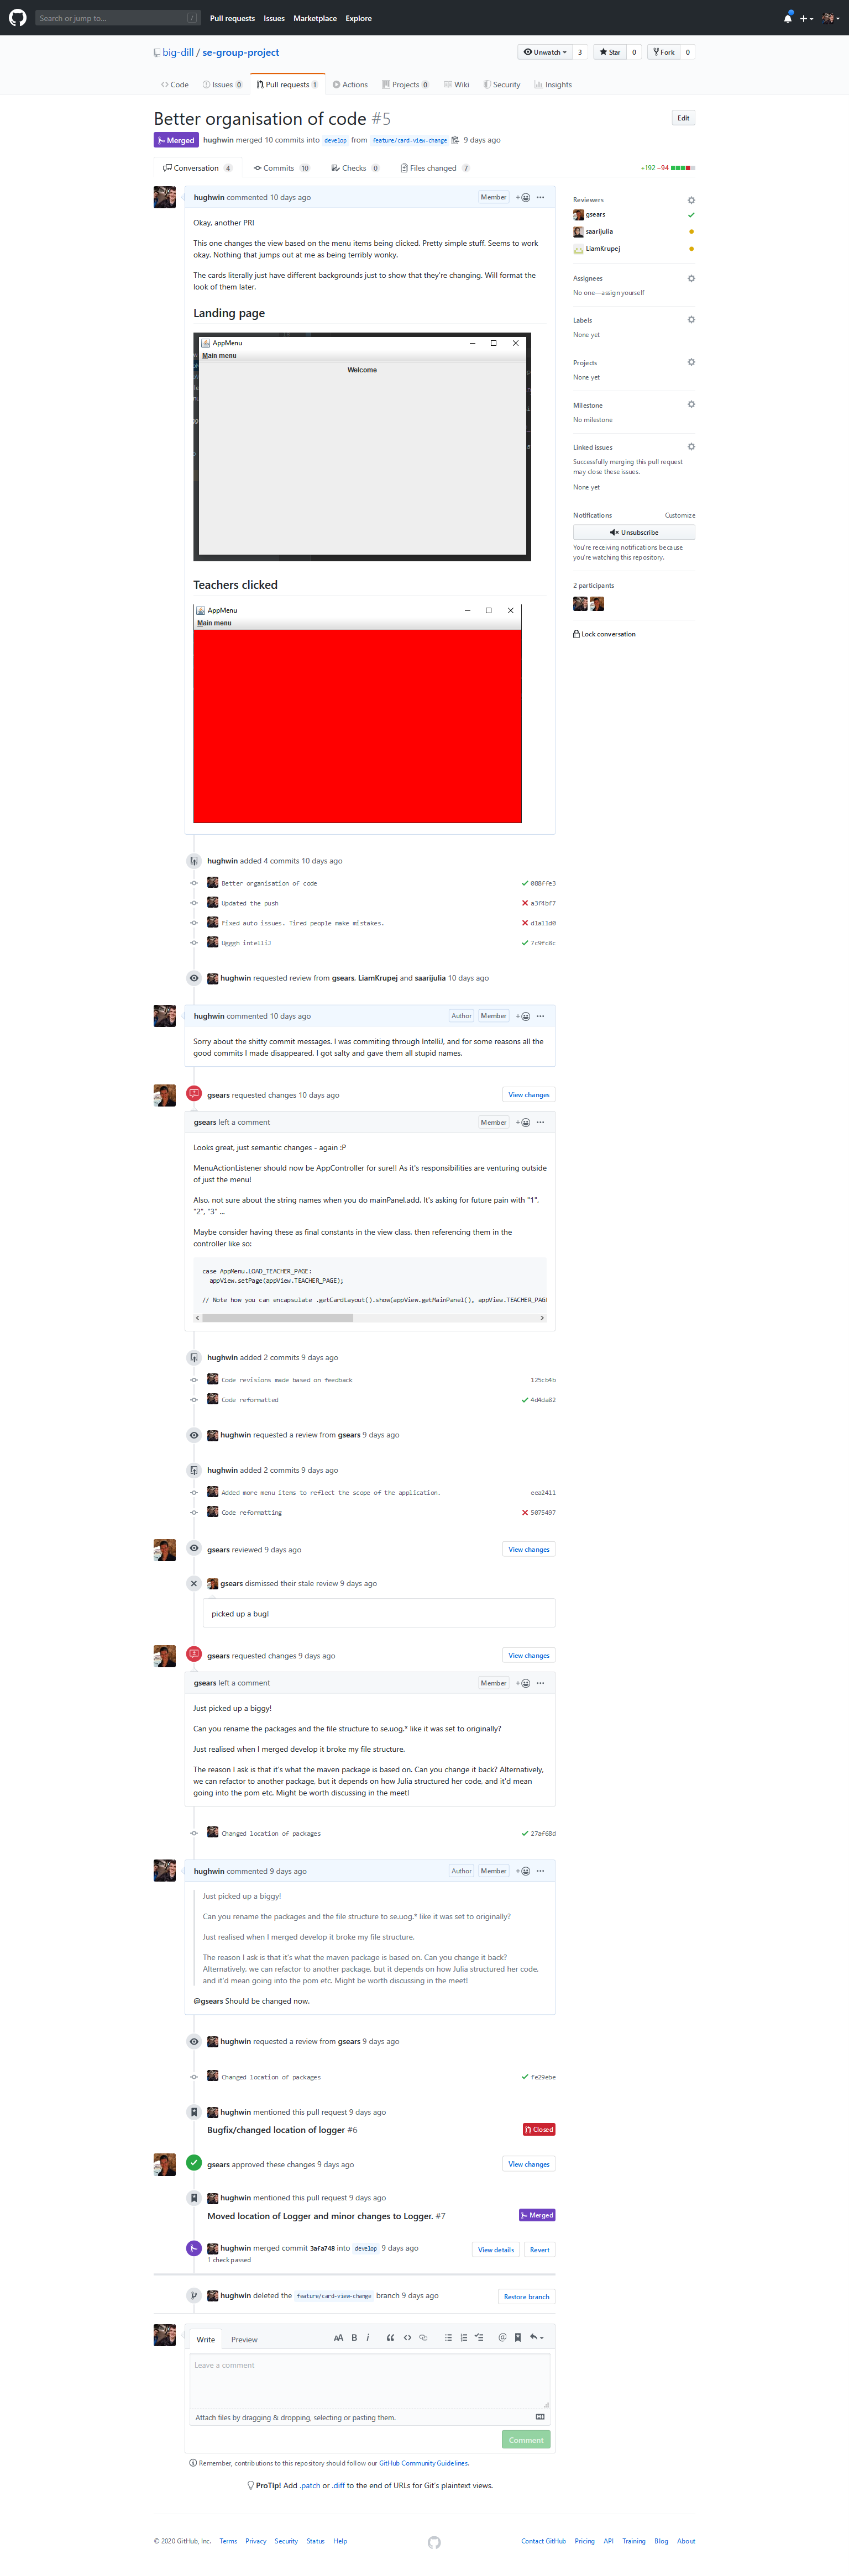 Search or jump to...
/
Pull requests Issues Marketplace Explore
big-dill / se-group-project
Unwatch 3 Star 0 Fork 0
Code Issues 0 Pull requests 1 Actions Projects 0 Wiki Security Insights
Better organisation of code #5
Edit
Merged hughwin merged 10 commits into develop from feature/card-view-change 9 days ago
Conversation 4 Commits 10 Checks 0 Files changed 7 +192 −94
hughwin commented 10 days ago Member
Okay, another PR!
This one changes the view based on the menu items being clicked. Pretty simple stuff. Seems to work
okay. Nothing that jumps out at me as being terribly wonky.
The cards literally just have different backgrounds just to show that they're changing. Will format the
look of them later.
Landing page
AppMenu
Main menu
Welcome
Teachers clicked
AppMenu
Main menu
hughwin added 4 commits 10 days ago
Better organisation of code 080ffe3
Updated the push a3f4bf7
Fixed auto issues. Tired people make mistakes. d1a11d0
Ugggh intelliJ 7c9fc8c
hughwin requested review from gsears, LiamKrupej and saarijulia 10 days ago
hughwin commented 10 days ago Author Member
Sorry about the shitty commit messages. I was commiting through IntelliJ, and for some reasons all the
good commits I made disappeared. I got salty and gave them all stupid names.
gsears requested changes 10 days ago View changes
gsears left a comment Member
Looks great, just semantic changes - again :P
MenuActionListener should now be AppController for sure!! As it's responsibilities are venturing outside
of just the menu!
Also, not sure about the string names when you do mainPanel.add. It's asking for future pain with "1",
"2", "3" ...
Maybe consider having these as final constants in the view class, then referencing them in the
controller like so:
case AppMenu.LOAD_TEACHER_PAGE:
appView.setPage(appView.TEACHER_PAGE);
// Note how you can encapsulate .getCardLayout().show(appView.getMainPanel(), appView.TEACHER_PAGE
hughwin added 2 commits 9 days ago
Code revisions made based on feedback 125cb4b
Code reformatted 4d4da82
hughwin requested a review from gsears 9 days ago
hughwin added 2 commits 9 days ago
Added more menu items to reflect the scope of the application. eea2411
Code reformatting 5075497
gsears reviewed 9 days ago View changes
gsears dismissed their stale review 9 days ago
picked up a bug!
gsears requested changes 9 days ago View changes
gsears left a comment Member
Just picked up a biggy!
Can you rename the packages and the file structure to se.uog.* like it was set to originally?
Just realised when I merged develop it broke my file structure.
The reason I ask is that it's what the maven package is based on. Can you change it back? Alternatively,
we can refactor to another package, but it depends on how Julia structured her code, and it'd mean
going into the pom etc. Might be worth discussing in the meet!
Changed location of packages 27af68d
hughwin commented 9 days ago Author Member
Just picked up a biggy!
Can you rename the packages and the file structure to se.uog.* like it was set to originally?
Just realised when I merged develop it broke my file structure.
The reason I ask is that it's what the maven package is based on. Can you change it back?
Alternatively, we can refactor to another package, but it depends on how Julia structured her code,
and it'd mean going into the pom etc. Might be worth discussing in the meet!
@gsears Should be changed now.
hughwin requested a review from gsears 9 days ago
Changed location of packages fe29ebe
hughwin mentioned this pull request 9 days ago
Bugfix/changed location of logger #6 Closed
gsears approved these changes 9 days ago View changes
hughwin mentioned this pull request 9 days ago
Moved location of Logger and minor changes to Logger. #7 Merged
hughwin merged commit 3afa748 into develop 9 days ago View details Revert
1 check passed
hughwin deleted the feature/card-view-change branch 9 days ago Restore branch
Write Preview
AA B i
Leave a comment
Attach files by dragging & dropping, selecting or pasting them.
Comment
Remember, contributions to this repository should follow our GitHub Community Guidelines.
ProTip! Add .patch or .diff to the end of URLs for Git's plaintext views.
Reviewers
gsears
saarijulia
LiamKrupej
Assignees
No one—assign yourself
Labels
None yet
Projects
None yet
Milestone
No milestone
Linked issues
Successfully merging this pull request
may close these issues.
None yet
Notifications Customize
Unsubscribe
You're receiving notifications because
you're watching this repository.
2 participants
Lock conversation
© 2020 GitHub, Inc. Terms Privacy Security Status Help
Contact GitHub Pricing API Training Blog About